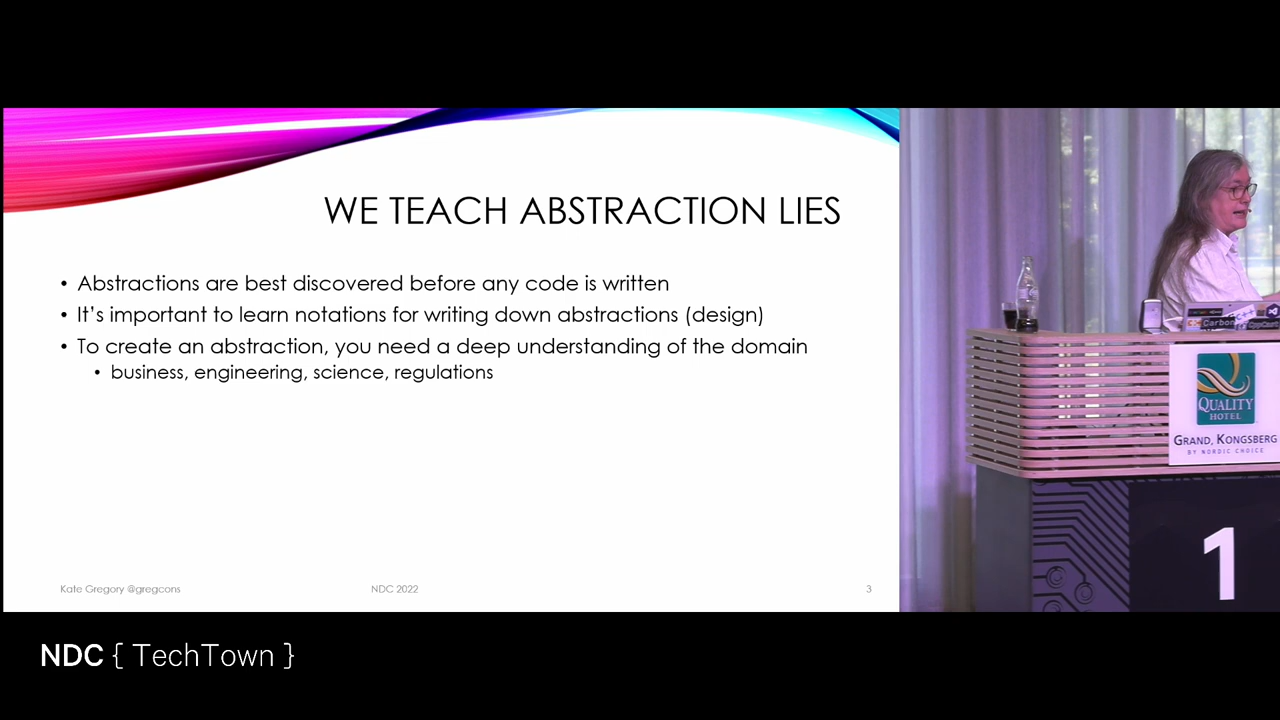 WE TEACH ABSTRACTION LIES
• Abstractions are best discovered before any code is written
• It's important to learn notations for writing down abstractions (design)
• To create an abstraction, you need a deep understanding of the domain
• business, engineering, science, regulations
Kate Gregory @gregcons
NDC 2022
3
Carbon
QUALITY
HOTEL
GRAND, KONGSBERG
BY NORDIC CHOICE
1
NDC { TechTown }